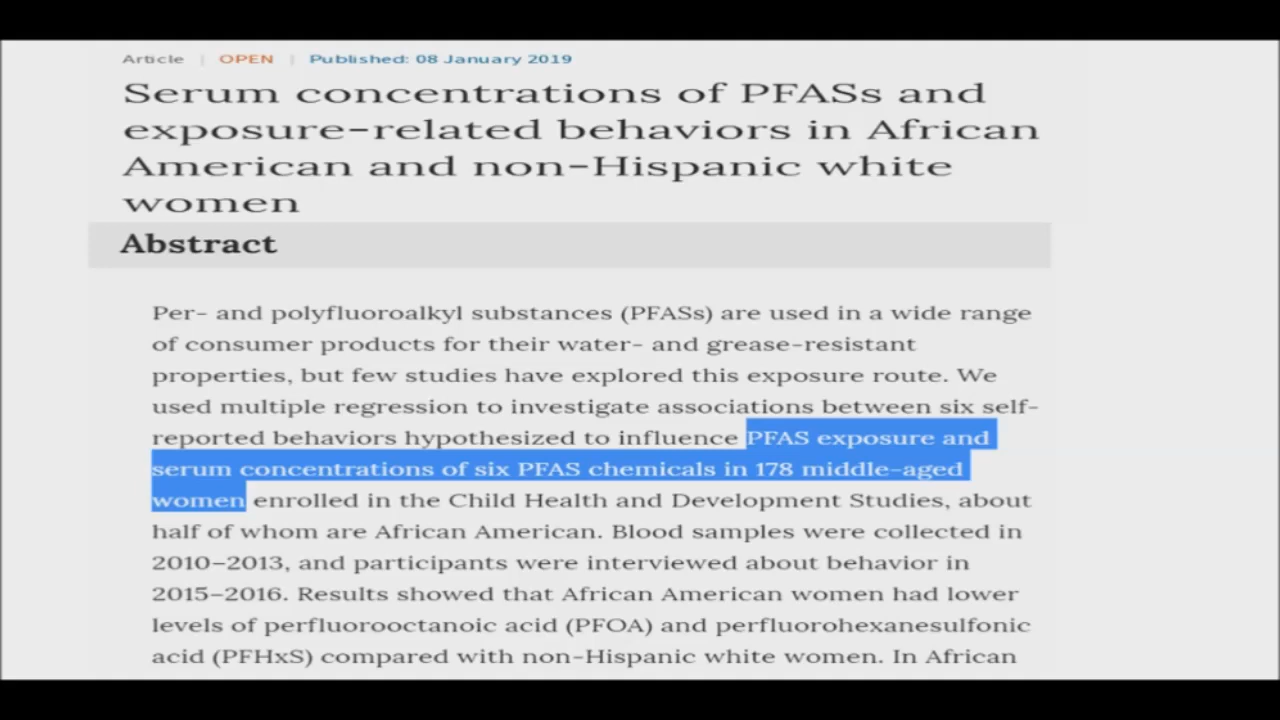 Article | OPEN | Published: 08 January 2019
Serum concentrations of PFASs and
exposure-related behaviors in African
American and non-Hispanic white
women
Abstract
Per- and polyfluoroalkyl substances (PFASs) are used in a wide range
of consumer products for their water- and grease-resistant
properties, but few studies have explored this exposure route. We
used multiple regression to investigate associations between six self-
reported behaviors hypothesized to influence PFAS exposure and
serum concentrations of six PFAS chemicals in 178 middle-aged
women enrolled in the Child Health and Development Studies, about
half of whom are African American. Blood samples were collected in
2010–2013, and participants were interviewed about behavior in
2015–2016. Results showed that African American women had lower
levels of perfluorooctanoic acid (PFOA) and perfluorohexanesulfonic
acid (PFHxS) compared with non-Hispanic white women. In African